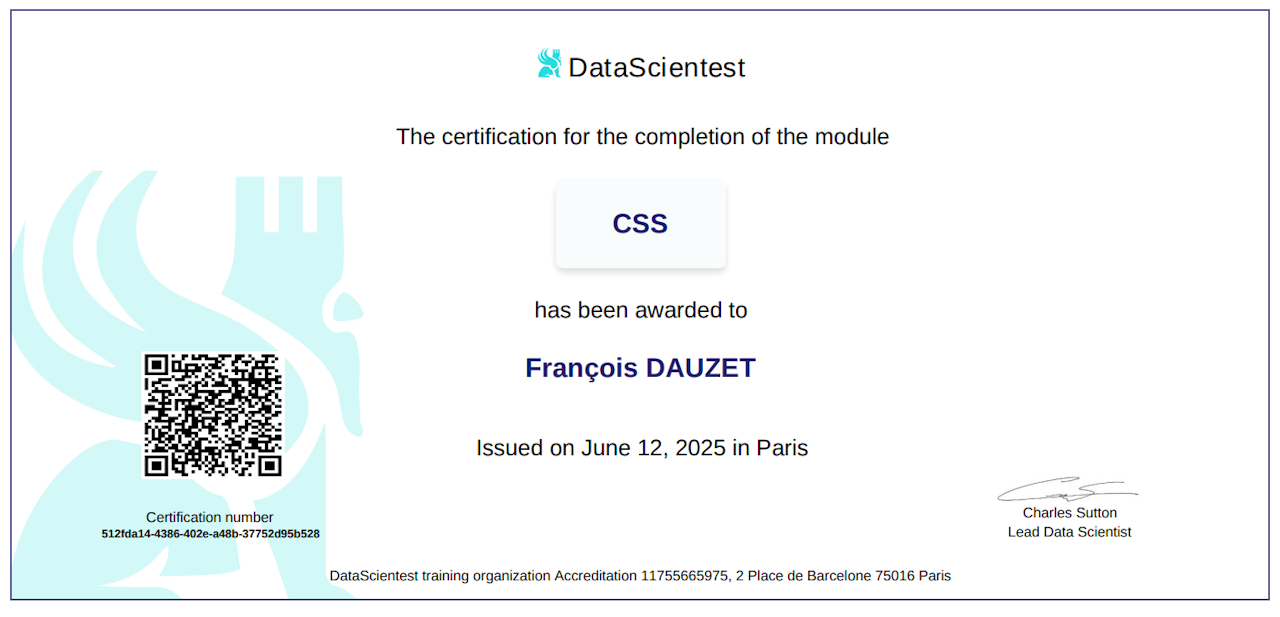 DataScientest
The certification for the completion of the module
CSS
has been awarded to
François DAUZET
Issued on June 12, 2025 in Paris
Certification number
512fda14-4386-402e-a48b-37752d95b528
Charles Sutton
Lead Data Scientist
DataScientest training organization Accreditation 11755665975, 2 Place de Barcelone 75016 Paris